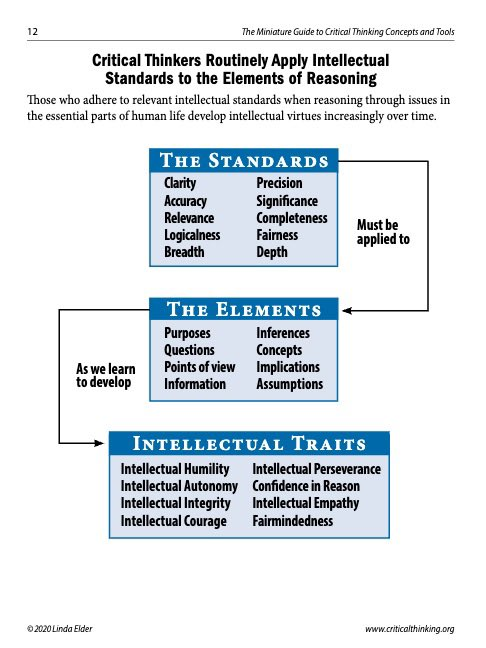 12
The Miniature Guide to Critical Thinking Concepts and Tools
Critical Thinkers Routinely Apply Intellectual
Standards to the Elements of Reasoning
Those who adhere to relevant intellectual standards when reasoning through issues in
the essential parts of human life develop intellectual virtues increasingly over time.
The Standards
Clarity
Accuracy
Relevance
Logicalness
Breadth
Precision
Significance
Completeness
Fairness
Depth
Must be
applied to
The Elements
Purposes
Questions
Points of view
Information
Inferences
Concepts
Implications
Assumptions
As we learn
to develop
Intellectual Traits
Intellectual Humility
Intellectual Autonomy
Intellectual Integrity
Intellectual Courage
Intellectual Perseverance
Confidence in Reason
Intellectual Empathy
Fairmindedness
© 2020 Linda Elder
www.criticalthinking.org